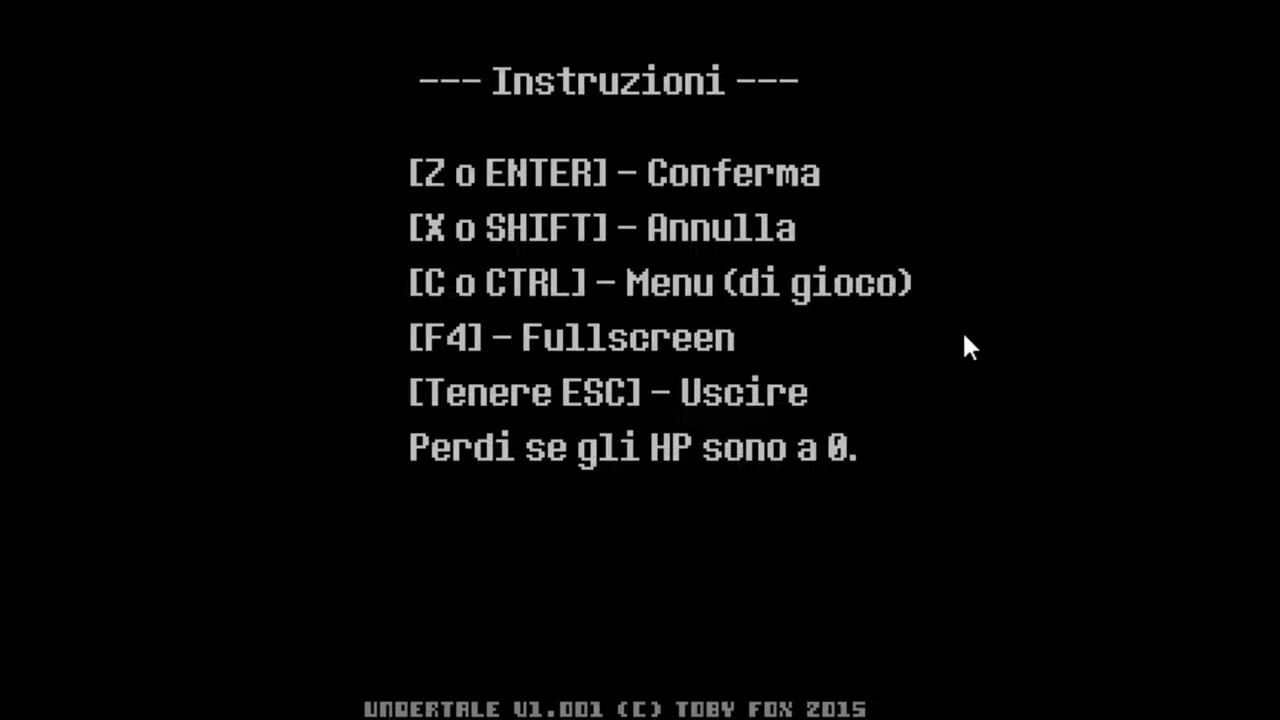 --- Instruzioni ---
[Z o ENTER] - Conferma
[X o SHIFT] - Annulla
[C o CTRL] - Menu (di gioco)
[F4] - Fullscreen
[Tenere ESC] - Uscire
Perdi se gli HP sono a 0.
UNDERTALE V1.001 (C) TOBY FOX 2015